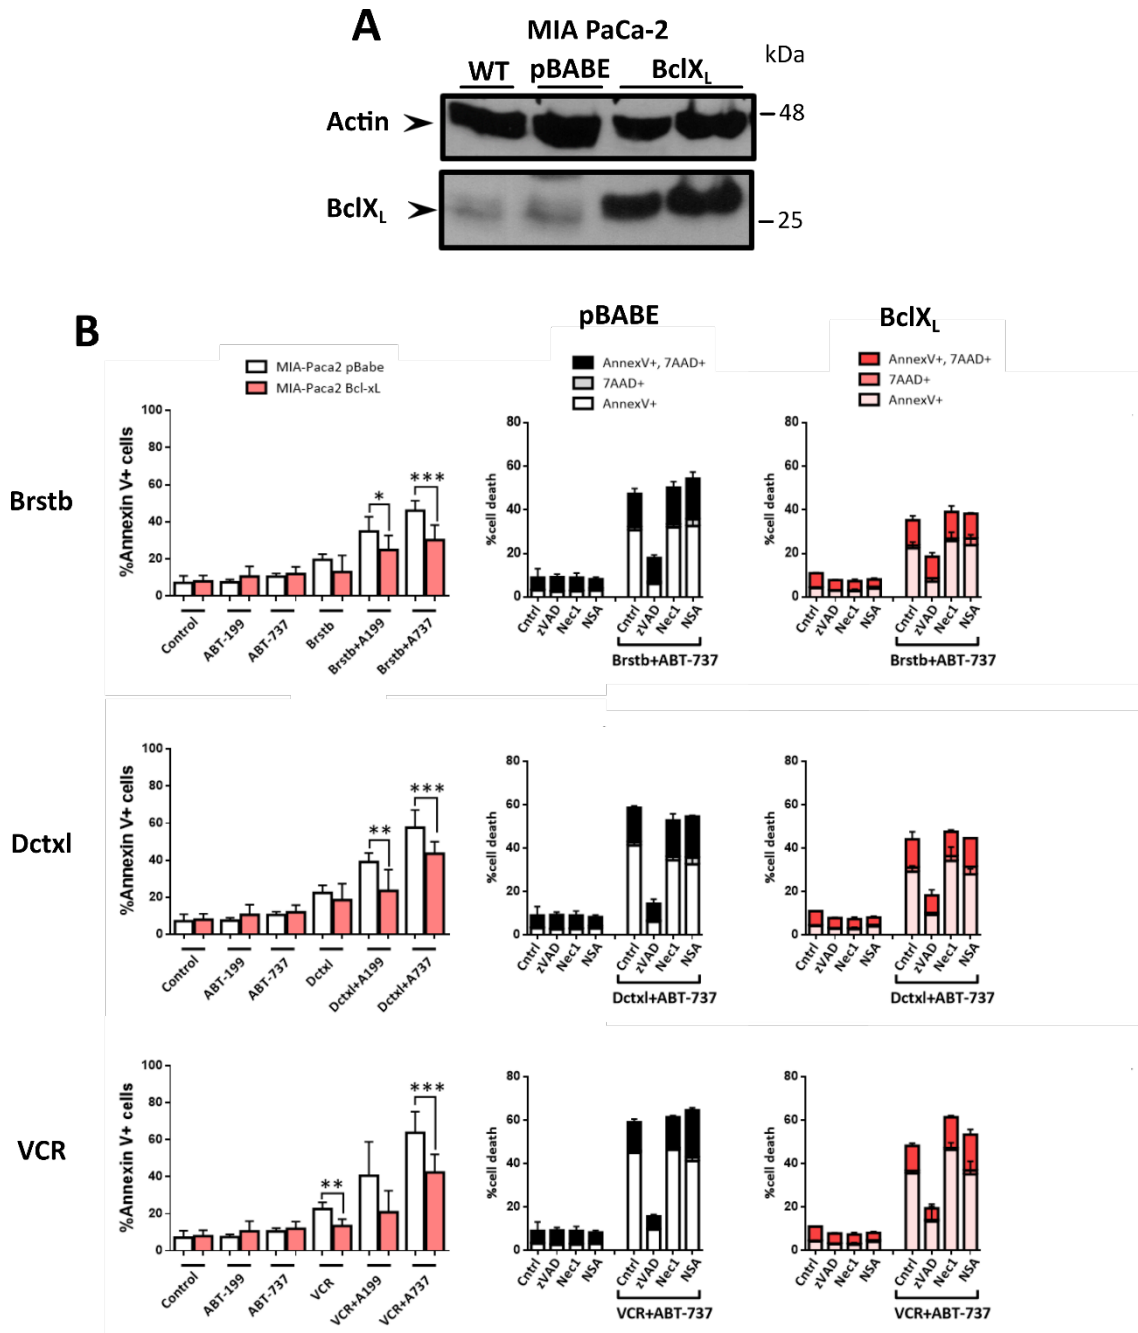 A
MIA PaCa-2
kDa
WT pBABE BclXL
Actin
48
BclXL
25
B
pBABE
BclXL
MIA-Paca2 pBabe
MIA-Paca2 Bcl-xL
AnnexV+, 7AAD+
7AAD+
AnnexV+
AnnexV+, 7AAD+
7AAD+
AnnexV+
Brstb
%Annexin V+ cells
100
80
60
40
20
0
* ***
Control ABT-199 ABT-737 Brstb Brstb+A199 Brstb+A737
%cell death
80
60
40
20
0
Cntrl zVAD Nec1 NSA Cntrl zVAD Nec1 NSA
Brstb+ABT-737
%cell death
80
60
40
20
0
Cntrl zVAD Nec1 NSA Cntrl zVAD Nec1 NSA
Brstb+ABT-737
Dctxl
%Annexin V+ cells
100
80
60
40
20
0
** ***
Control ABT-199 ABT-737 Dctxl Dctxl+A199 Dctxl+A737
%cell death
80
60
40
20
0
Cntrl zVAD Nec1 NSA Cntrl zVAD Nec1 NSA
Dctxl+ABT-737
%cell death
80
60
40
20
0
Cntrl zVAD Nec1 NSA Cntrl zVAD Nec1 NSA
Dctxl+ABT-737
VCR
%Annexin V+ cells
100
80
60
40
20
0
** ***
Control ABT-199 ABT-737 VCR VCR+A199 VCR+A737
%cell death
80
60
40
20
0
Cntrl zVAD Nec1 NSA Cntrl zVAD Nec1 NSA
VCR+ABT-737
%cell death
80
60
40
20
0
Cntrl zVAD Nec1 NSA Cntrl zVAD Nec1 NSA
VCR+ABT-737